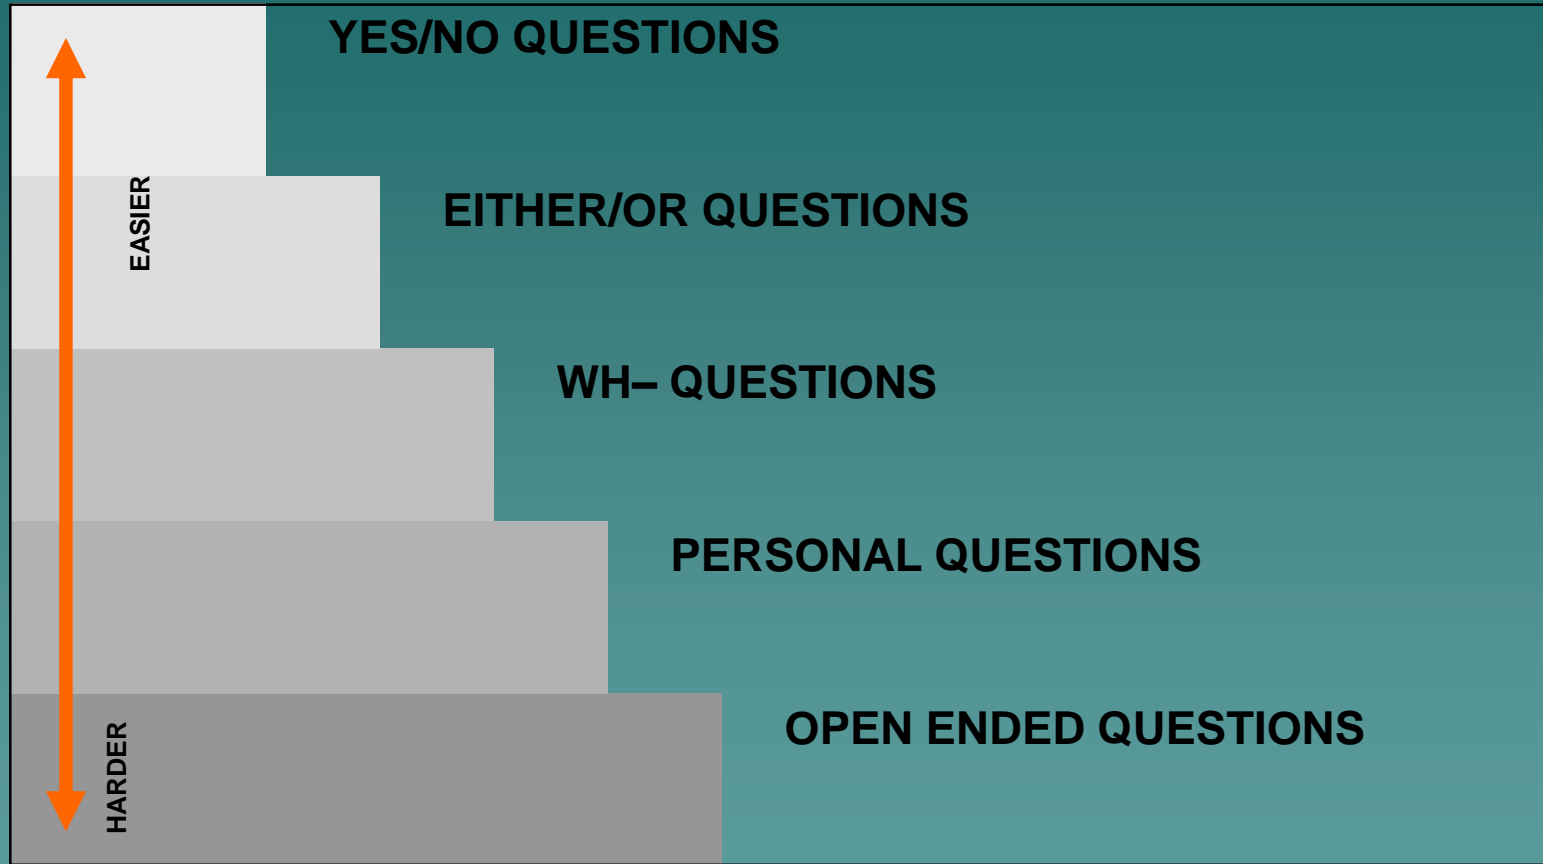 YES/NO QUESTIONS
EASIER
EITHER/OR QUESTIONS
WH– QUESTIONS
PERSONAL QUESTIONS
OPEN ENDED QUESTIONS
HARDER